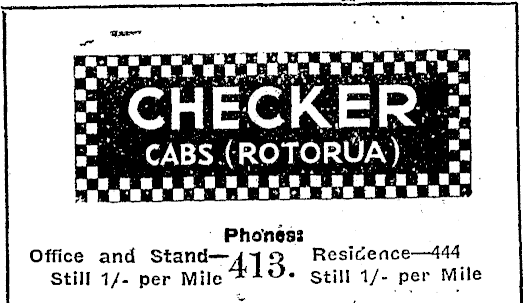 CHECKER
CABS (ROTORUA)
Phones:
Office and Stand—413. Residence—444
Still 1/- per Mile Still 1/- per Mile